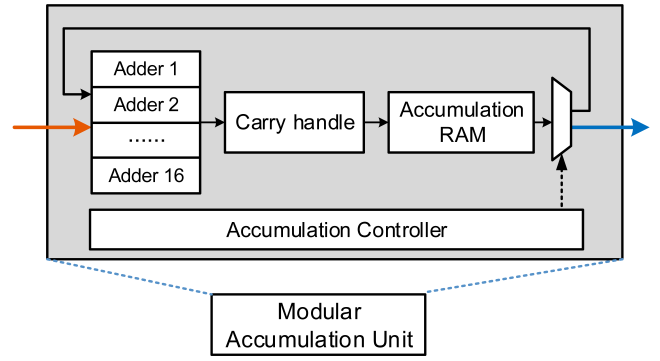 Adder 1
Adder 2
......
Adder 16
Carry handle
Accumulation
RAM
Accumulation Controller
Modular
Accumulation Unit